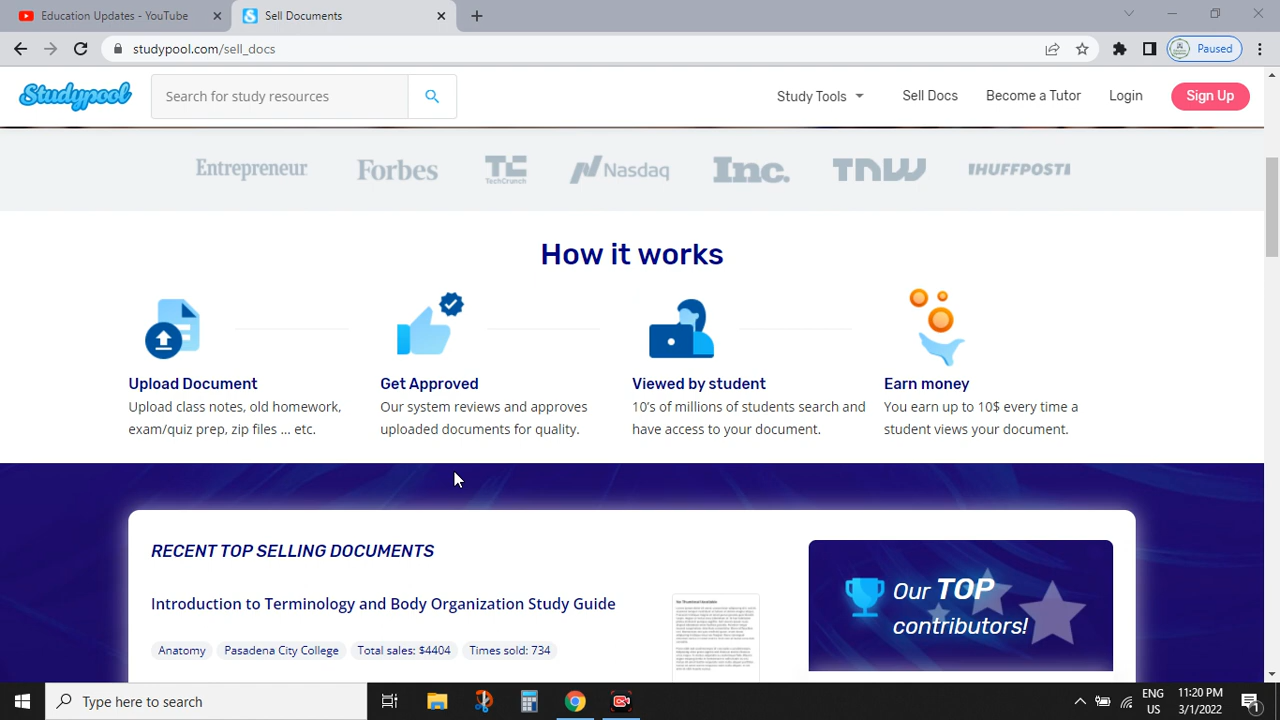 Education Updates - YouTube
Sell Documents
studypool.com/sell_docs
Paused
Studypool
Search for study resources
Study Tools
Sell Docs
Become a Tutor
Login
Sign Up
Entrepreneur
Forbes
TC TechCrunch
Nasdaq
Inc.
TNW
IHUFFPOSTI
How it works
Upload Document
Upload class notes, old homework,
exam/quiz prep, zip files ... etc.
Get Approved
Our system reviews and approves
uploaded documents for quality.
Viewed by student
10's of millions of students search and
have access to your document.
Earn money
You earn up to 10$ every time a
student views your document.
RECENT TOP SELLING DOCUMENTS
Introduction to Terminology and Body Organization Study Guide
Anatomy
College
Total sales: $4404
Times sold: 734
Our TOP
Contributors!
Type here to search
ENG
US
11:20 PM
3/1/2022
1